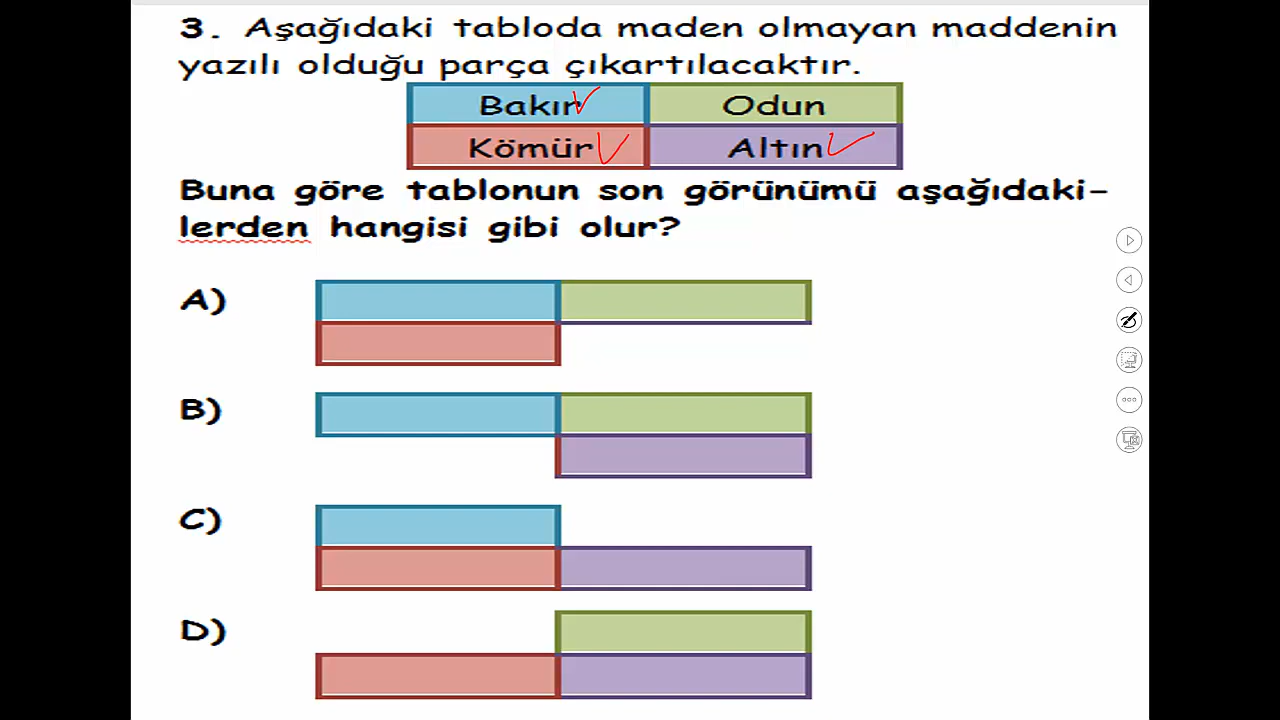 3. Aşağıdaki tabloda maden olmayan maddenin
yazılı olduğu parça çıkartılacaktır.
Bakır Odun
Kömür Altın
Buna göre tablonun son görünümü aşağıdaki-
lerden hangisi gibi olur?
A)
B)
C)
D)